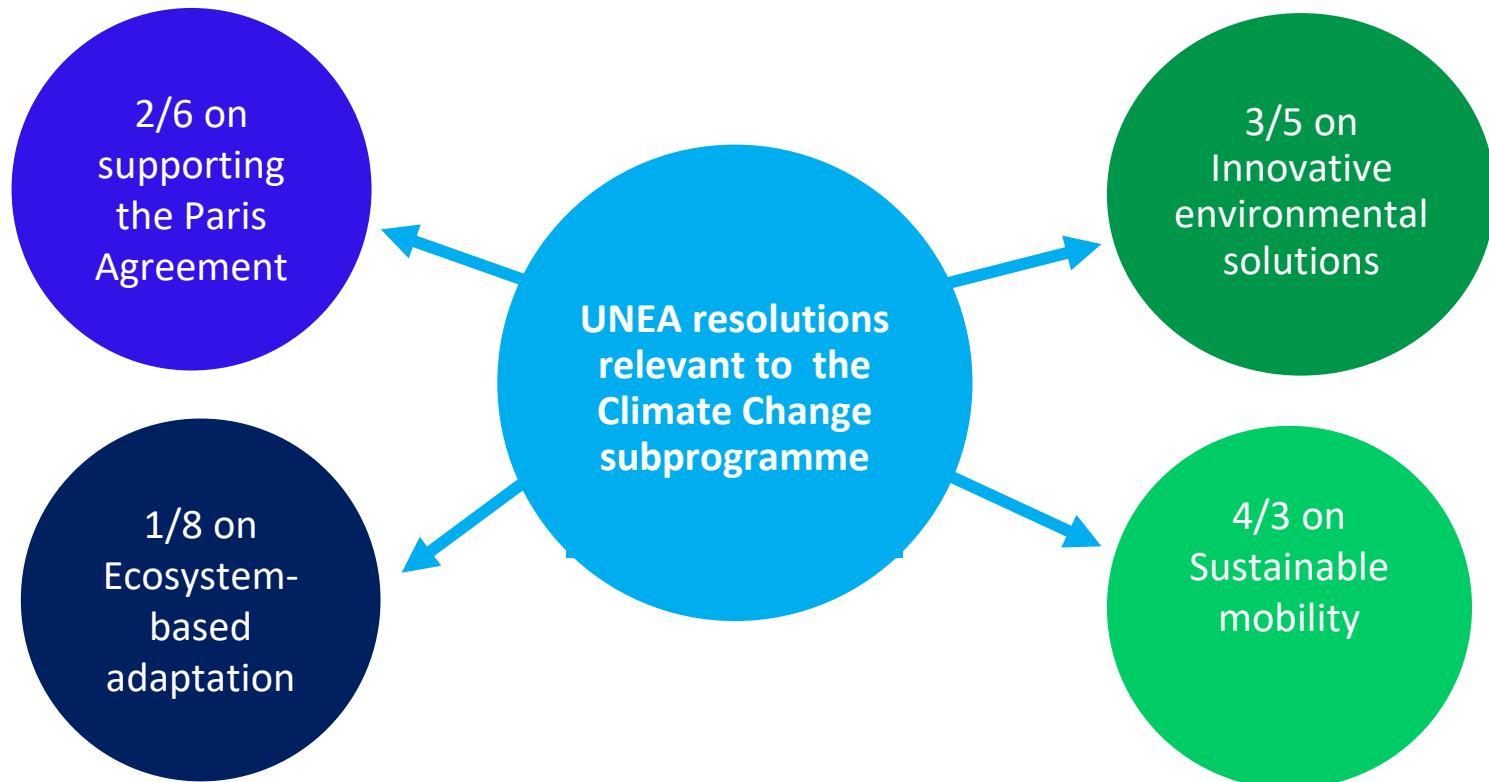 2/6 on
supporting
the Paris
Agreement
3/5 on
Innovative
environmental
solutions
UNEA resolutions
relevant to  the
Climate Change
subprogramme
1/8 on
Ecosystem-
based
adaptation
4/3 on
Sustainable
mobility